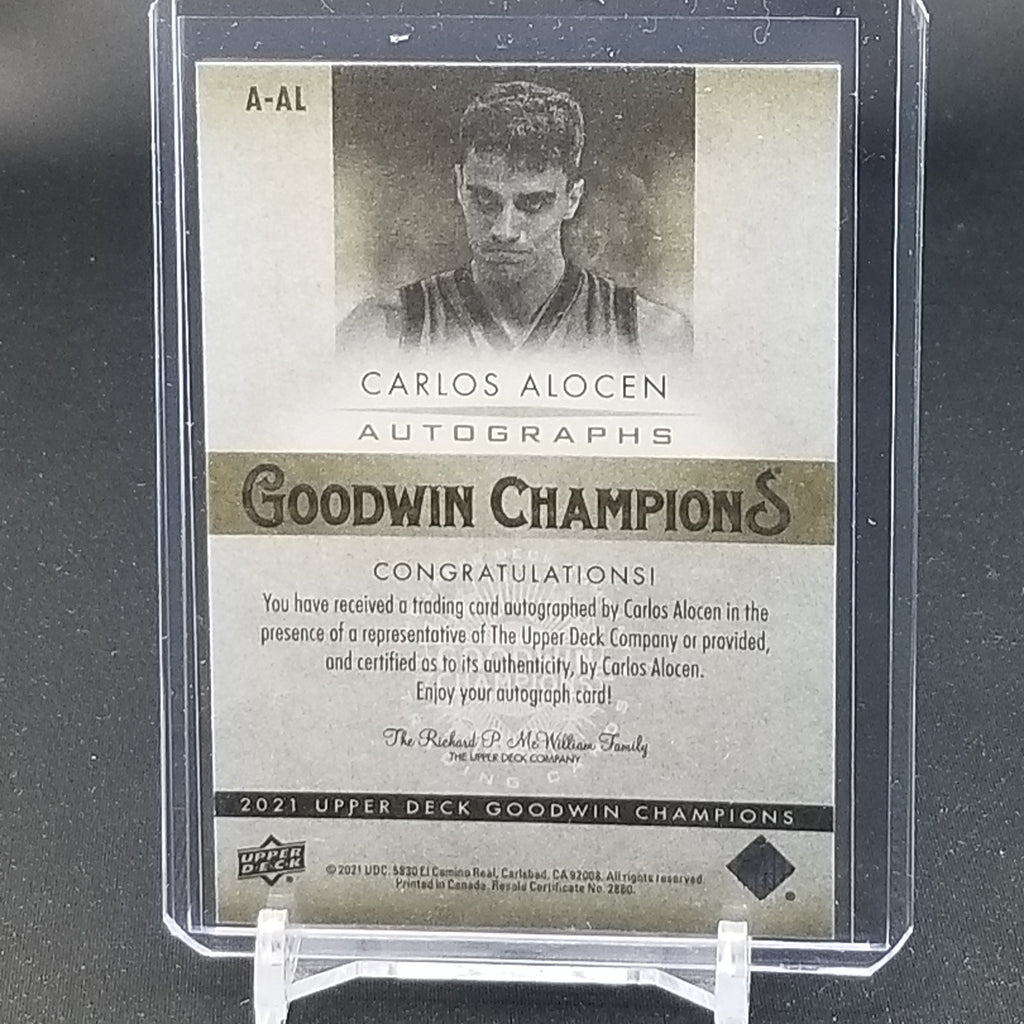 A-AL
CARLOS ALOCEN
AUTOGRAPHS
GOODWIN CHAMPIONS
CONGRATULATIONS!
You have received a trading card autographed by Carlos Alocen in the
presence of a representative of The Upper Deck Company or provided,
and certified as to its authenticity, by Carlos Alocen.
Enjoy your autograph card!
The Richard P. McWilliam Family
THE UPPER DECK COMPANY
2021 UPPER DECK GOODWIN CHAMPIONS
UPPER DECK
© 2021 UDC. 5830 El Camino Real, Carlsbad, CA 92008. All rights reserved.
Printed in Canada. Resale Certificate No. 2880.